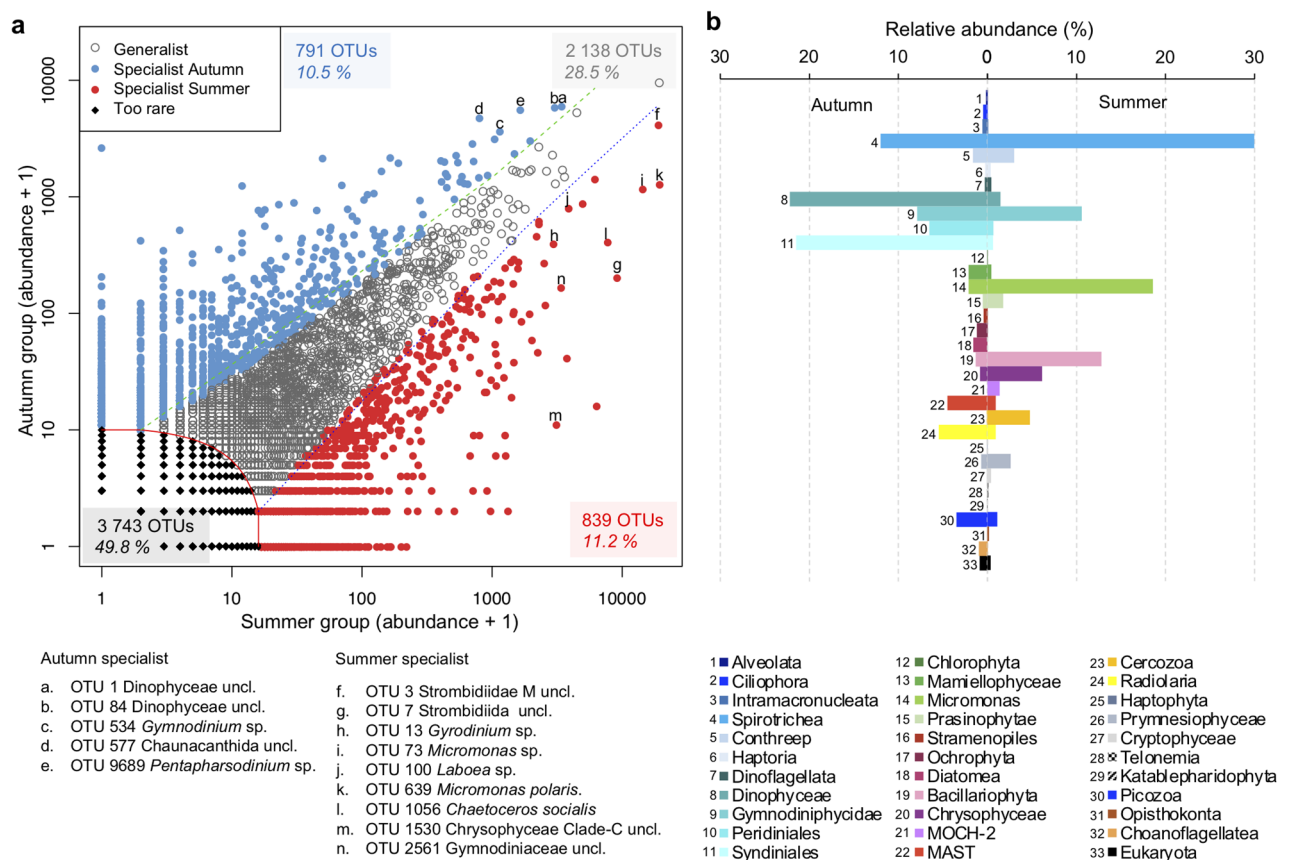 a
Generalist
Specialist Autumn
Specialist Summer
Too rare
791 OTUs
10.5 %
2 138 OTUs
28.5 %
3 743 OTUs
49.8 %
839 OTUs
11.2 %
d
e
ba
c
f
i
k
j
h
l
g
n
m
Autumn group (abundance + 1)
10000
1000
100
10
1
1
10
100
1000
10000
Summer group (abundance + 1)
b
Relative abundance (%)
30
20
10
0
10
20
30
Autumn
Summer
1
2
3
4
5
6
7
8
9
10
11
12
13
14
15
16
17
18
19
20
21
22
23
24
25
26
27
28
29
30
31
32
33
Autumn specialist
a. OTU 1 Dinophyceae uncl.
b. OTU 84 Dinophyceae uncl.
c. OTU 534 Gymnodinium sp.
d. OTU 577 Chaunacanthida uncl.
e. OTU 9689 Pentapharsodinium sp.
Summer specialist
f. OTU 3 Strombidiidae M uncl.
g. OTU 7 Strombidiida uncl.
h. OTU 13 Gyrodinium sp.
i. OTU 73 Micromonas sp.
j. OTU 100 Laboea sp.
k. OTU 639 Micromonas polaris.
l. OTU 1056 Chaetoceros socialis
m. OTU 1530 Chrysophyceae Clade-C uncl.
n. OTU 2561 Gymnodiniaceae uncl.
1 Alveolata
2 Ciliophora
3 Intramacronucleata
4 Spirotrichea
5 Conthreep
6 Haptoria
7 Dinoflagellata
8 Dinophyceae
9 Gymnodiniphycidae
10 Peridiniales
11 Syndiniales
12 Chlorophyta
13 Mamiellophyceae
14 Micromonas
15 Prasinophytae
16 Stramenopiles
17 Ochrophyta
18 Diatomea
19 Bacillariophyta
20 Chrysophyceae
21 MOCH-2
22 MAST
23 Cercozoa
24 Radiolaria
25 Haptophyta
26 Prymnesiophyceae
27 Cryptophyceae
28 Telonemia
29 Katablepharidophyta
30 Picozoa
31 Opisthokonta
32 Choanoflagellatea
33 Eukaryota